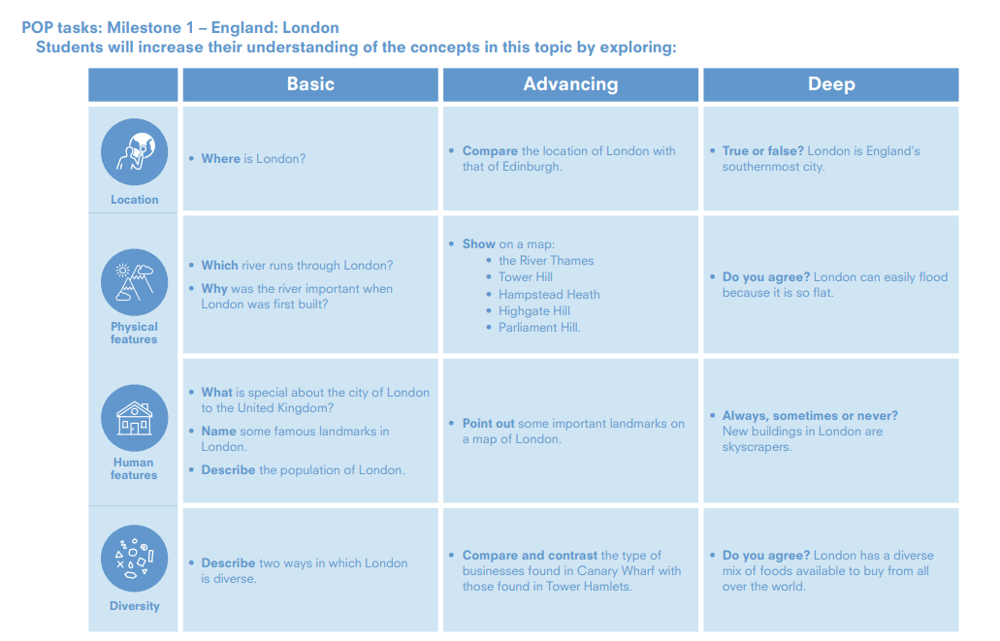 POP tasks: Milestone 1 – England: London
Students will increase their understanding of the concepts in this topic by exploring:
Basic
Advancing
Deep
Location
• Where is London?
• Compare the location of London with
that of Edinburgh.
• True or false? London is England's
southernmost city.
Physical
features
• Which river runs through London?
• Why was the river important when
London was first built?
• Show on a map:
• the River Thames
• Tower Hill
• Hampstead Heath
• Highgate Hill
• Parliament Hill.
• Do you agree? London can easily flood
because it is so flat.
Human
features
• What is special about the city of London
to the United Kingdom?
• Name some famous landmarks in
London.
• Describe the population of London.
• Point out some important landmarks on
a map of London.
• Always, sometimes or never?
New buildings in London are
skyscrapers.
Diversity
• Describe two ways in which London
is diverse.
• Compare and contrast the type of
businesses found in Canary Wharf with
those found in Tower Hamlets.
• Do you agree? London has a diverse
mix of foods available to buy from all
over the world.